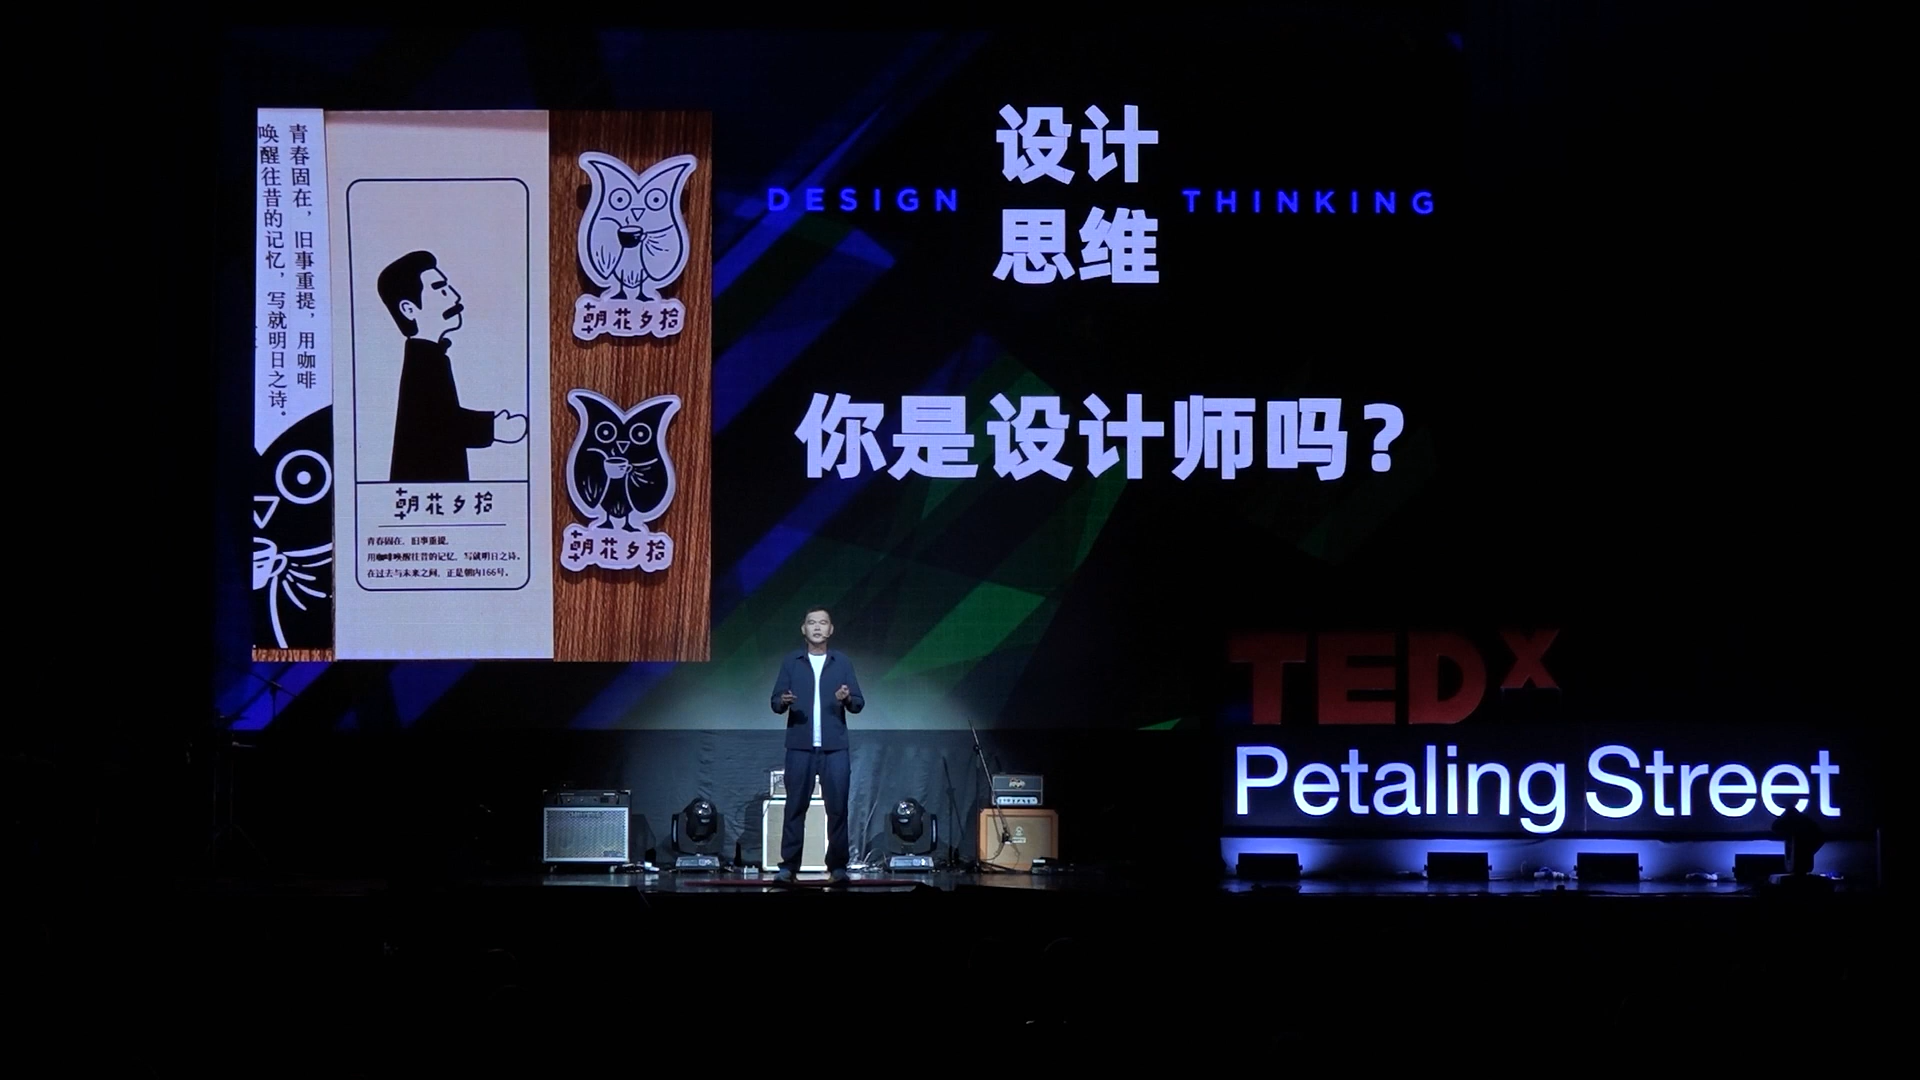 青春固在，旧事重提，用咖啡
唤醒往昔的记忆，写就明日之诗。
朝花夕拾
青春固在，旧事重提，
用咖啡唤醒往昔的记忆，写就明日之诗。
在过去与未来之间，正是朝内166号。
朝花夕拾
朝花夕拾
设计
DESIGN THINKING
思维
你是设计师吗？
TEDx
Petaling Street